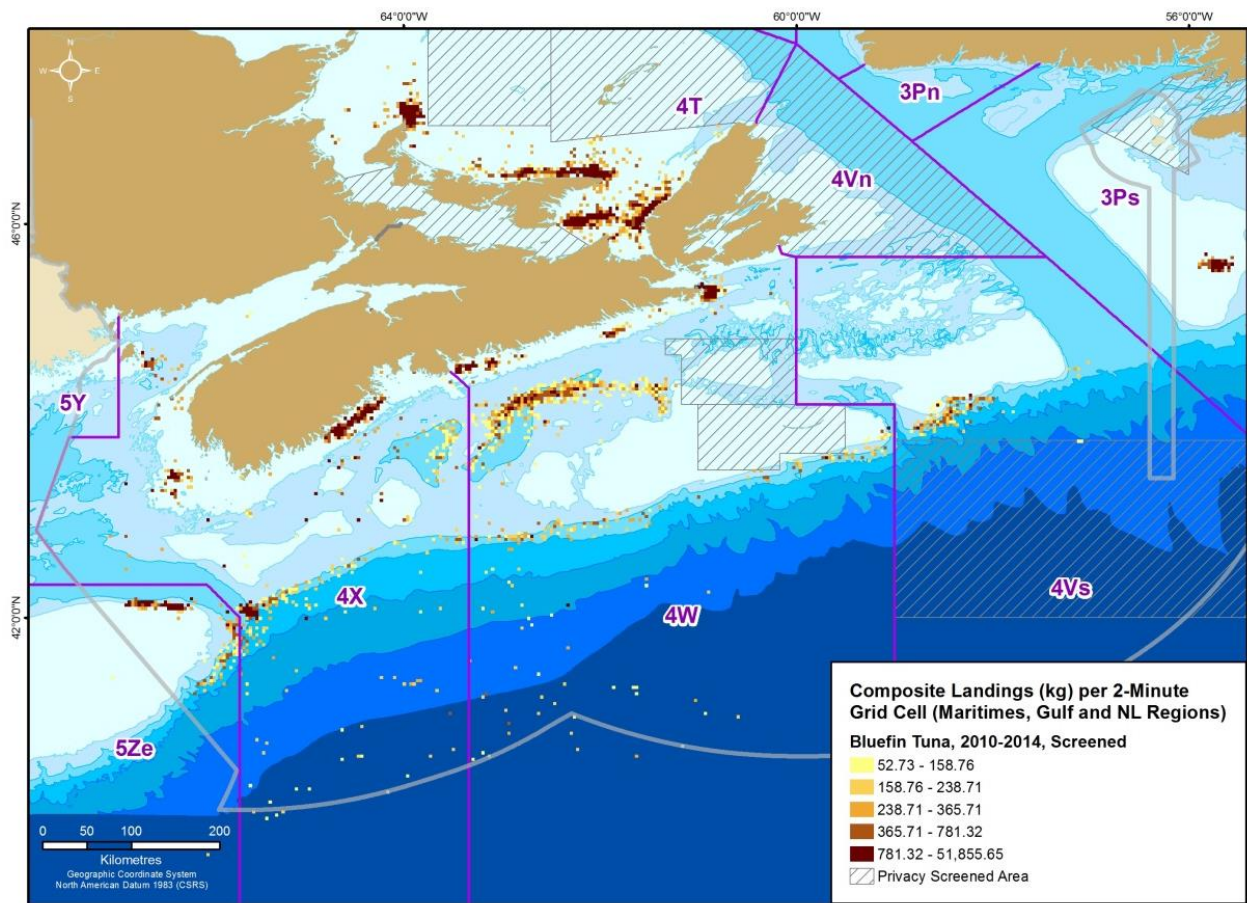 64°0'0"W
60°0'0"W
56°0'0"W
N
W
E
S
3Pn
4T
4Vn
3Ps
46°0'0"N
5Y
42°0'0"N
4X
4W
4Vs
5Ze
Composite Landings (kg) per 2-Minute
Grid Cell (Maritimes, Gulf and NL Regions)
Bluefin Tuna, 2010-2014, Screened
52.73 - 158.76
158.76 - 238.71
238.71 - 365.71
365.71 - 781.32
781.32 - 51,855.65
Privacy Screened Area
0 50 100 200
Kilometres
Geographic Coordinate System
North American Datum 1983 (CSRS)